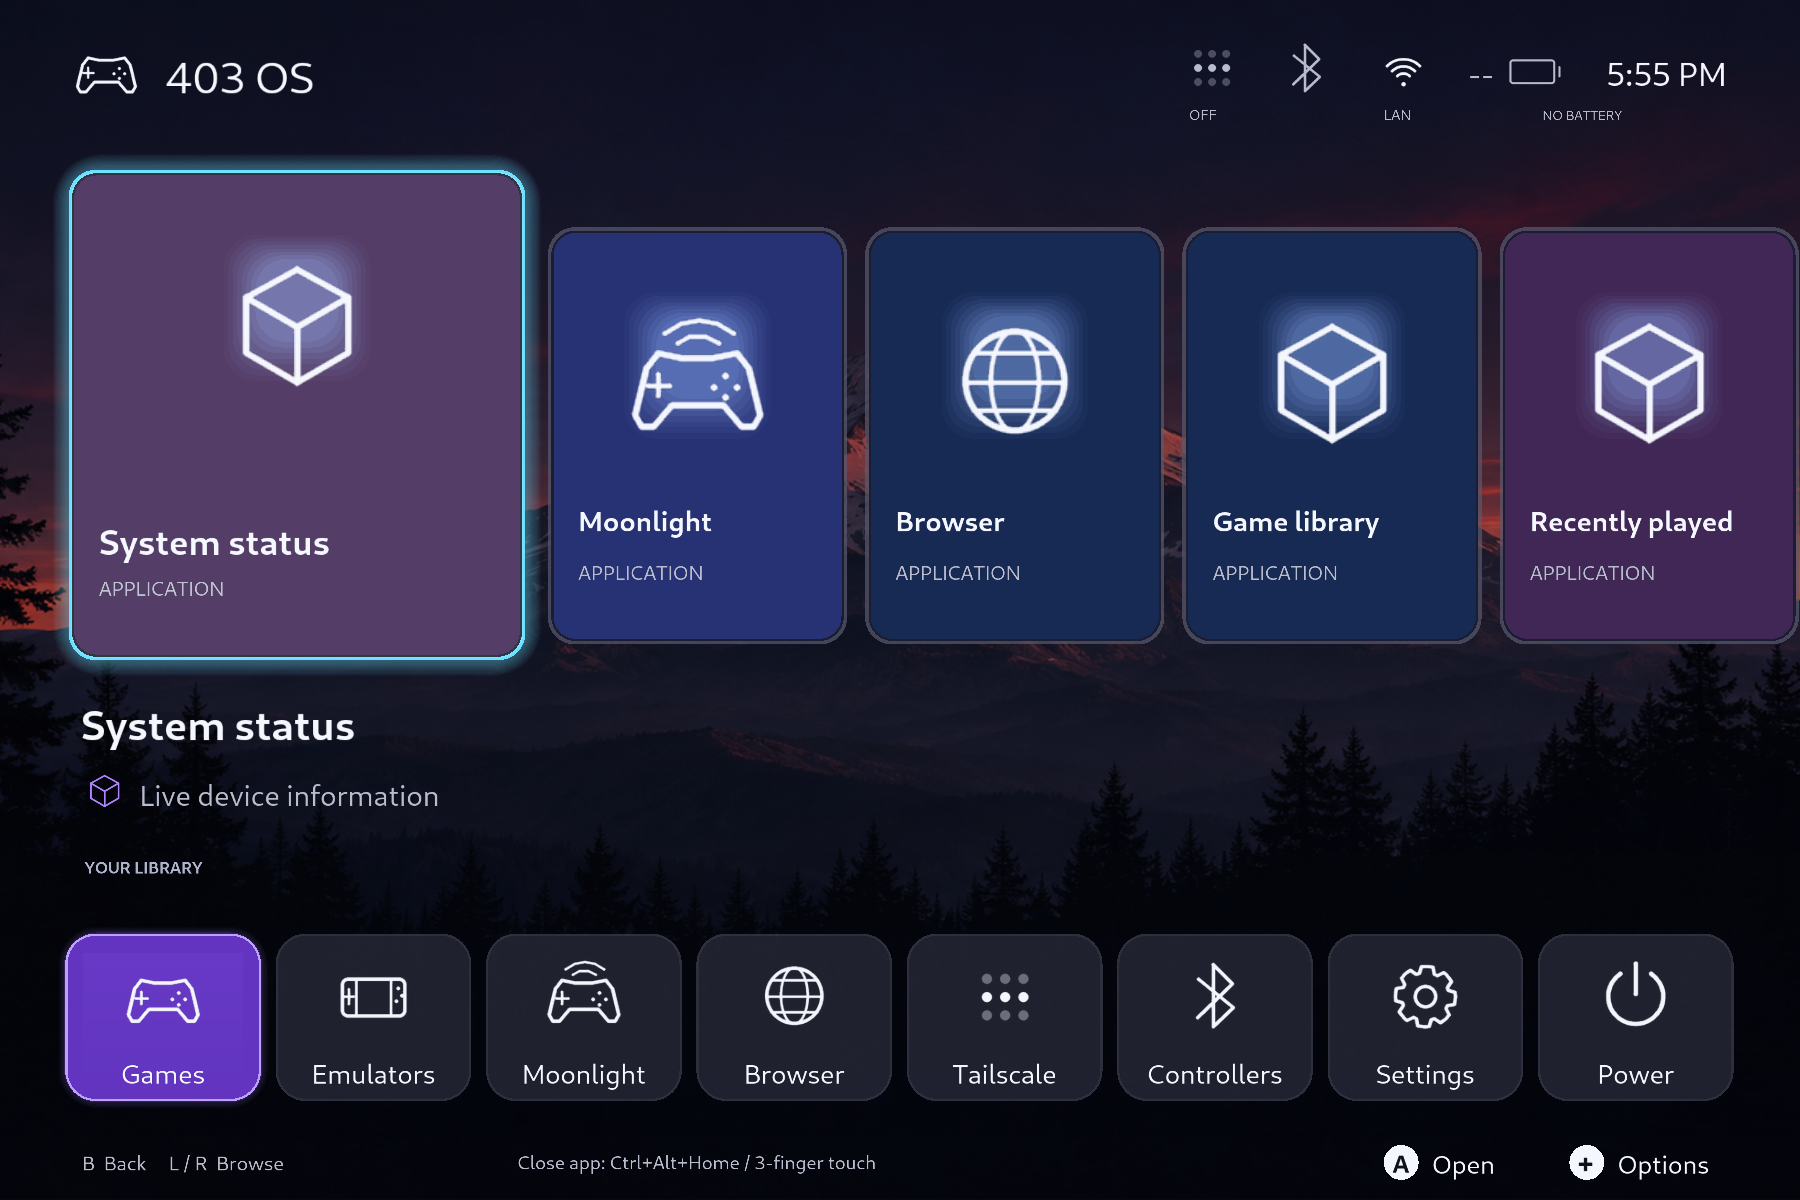 403 OS
OFF
LAN
--
NO BATTERY
5:55 PM
System status
APPLICATION
Moonlight
APPLICATION
Browser
APPLICATION
Game library
APPLICATION
Recently played
APPLICATION
System status
Live device information
YOUR LIBRARY
Games
Emulators
Moonlight
Browser
Tailscale
Controllers
Settings
Power
B Back L / R Browse
Close app: Ctrl+Alt+Home / 3-finger touch
A Open
+ Options